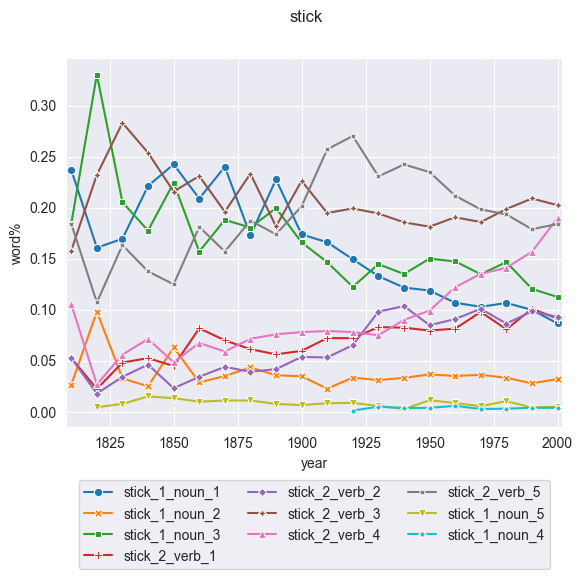 stick
word%
0.30
0.25
0.20
0.15
0.10
0.05
0.00
1825 1850 1875 1900 1925 1950 1975 2000
year
stick_1_noun_1 stick_2_verb_2 stick_2_verb_5
stick_1_noun_2 stick_2_verb_3 stick_1_noun_5
stick_1_noun_3 stick_2_verb_4 stick_1_noun_4
stick_2_verb_1